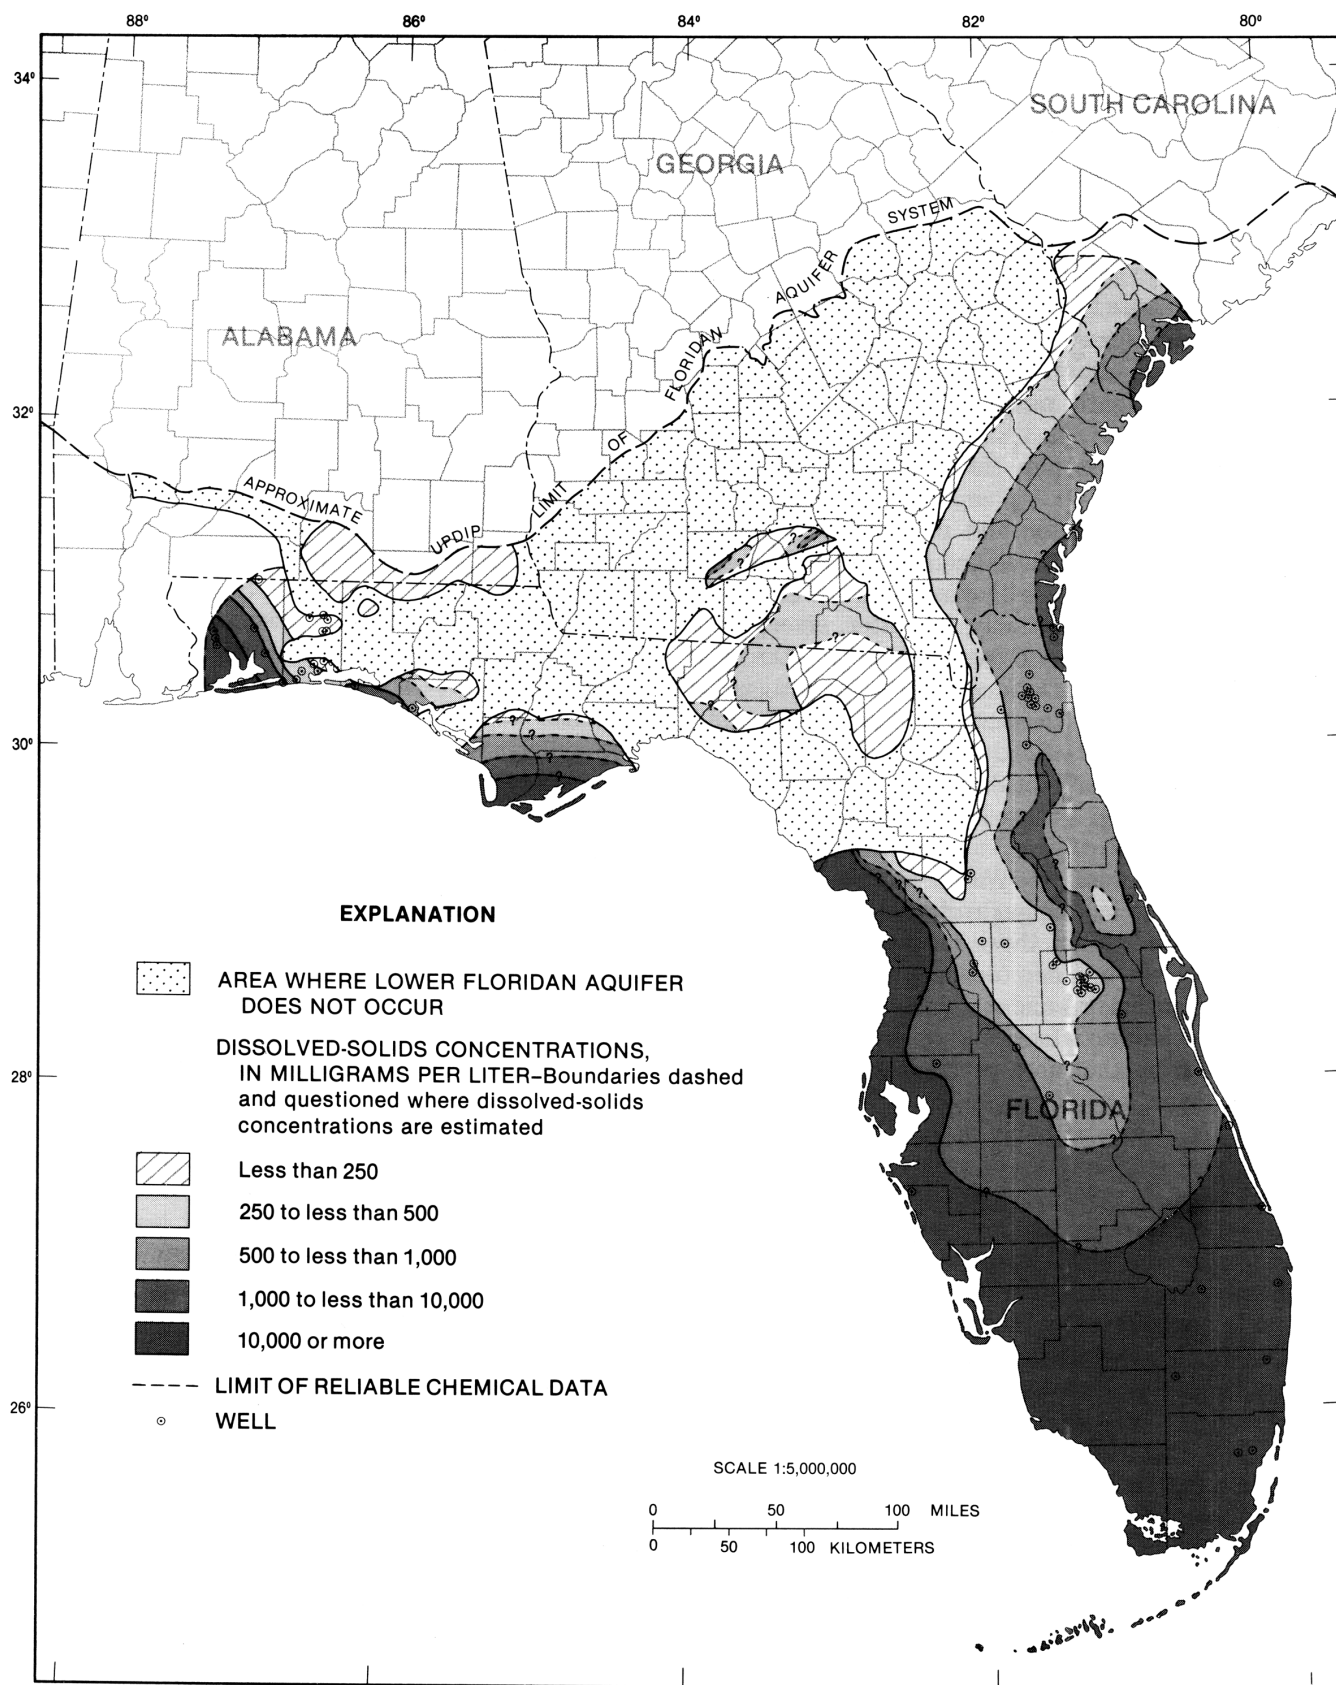 88° 86° 84° 82° 80°
34°
SOUTH CAROLINA
GEORGIA
APPROXIMATE UPDIP LIMIT OF FLORIDAN AQUIFER SYSTEM
ALABAMA
32°
30°
EXPLANATION
AREA WHERE LOWER FLORIDAN AQUIFER
DOES NOT OCCUR
DISSOLVED-SOLIDS CONCENTRATIONS,
IN MILLIGRAMS PER LITER–Boundaries dashed
and questioned where dissolved-solids
concentrations are estimated
28°
FLORIDA
Less than 250
250 to less than 500
500 to less than 1,000
1,000 to less than 10,000
10,000 or more
LIMIT OF RELIABLE CHEMICAL DATA
26°
WELL
SCALE 1:5,000,000
0 50 100 MILES
0 50 100 KILOMETERS